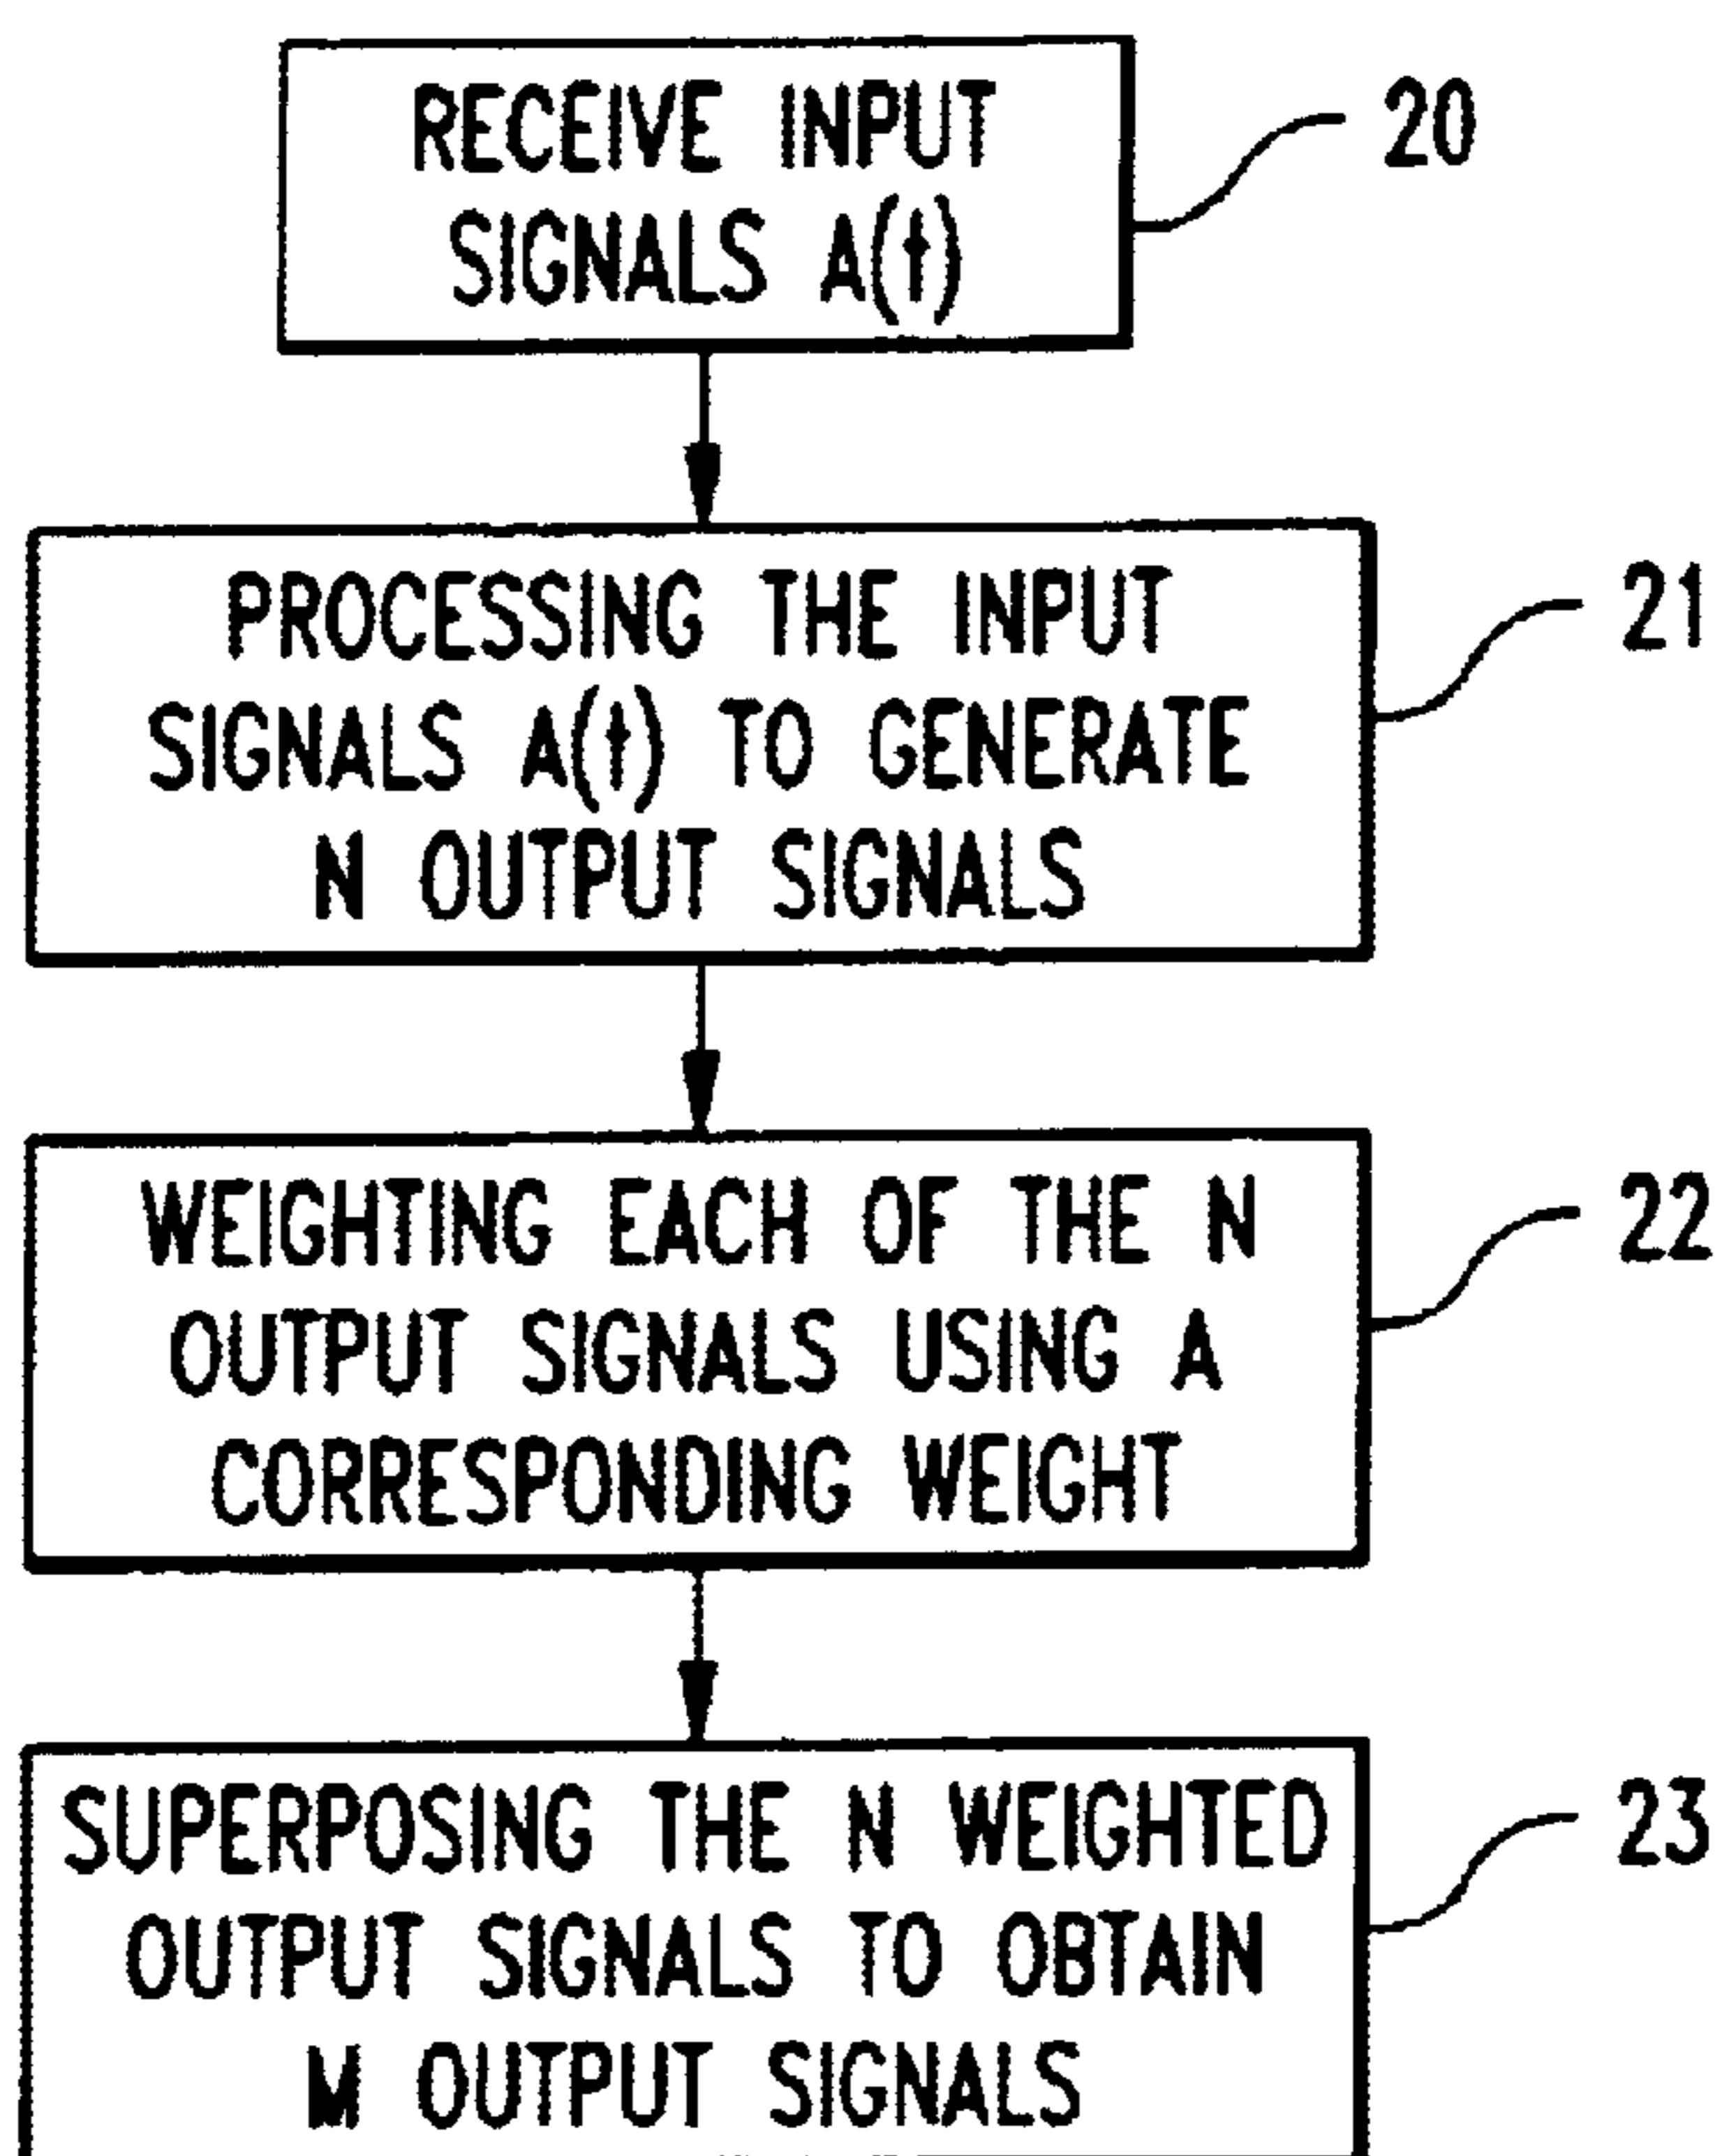 RECEIVE INPUT
SIGNALS A(t)
20
PROCESSING THE INPUT
SIGNALS A(t) TO GENERATE
N OUTPUT SIGNALS
21
WEIGHTING EACH OF THE N
OUTPUT SIGNALS USING A
CORRESPONDING WEIGHT
22
SUPERPOSING THE N WEIGHTED
OUTPUT SIGNALS TO OBTAIN
M OUTPUT SIGNALS
23